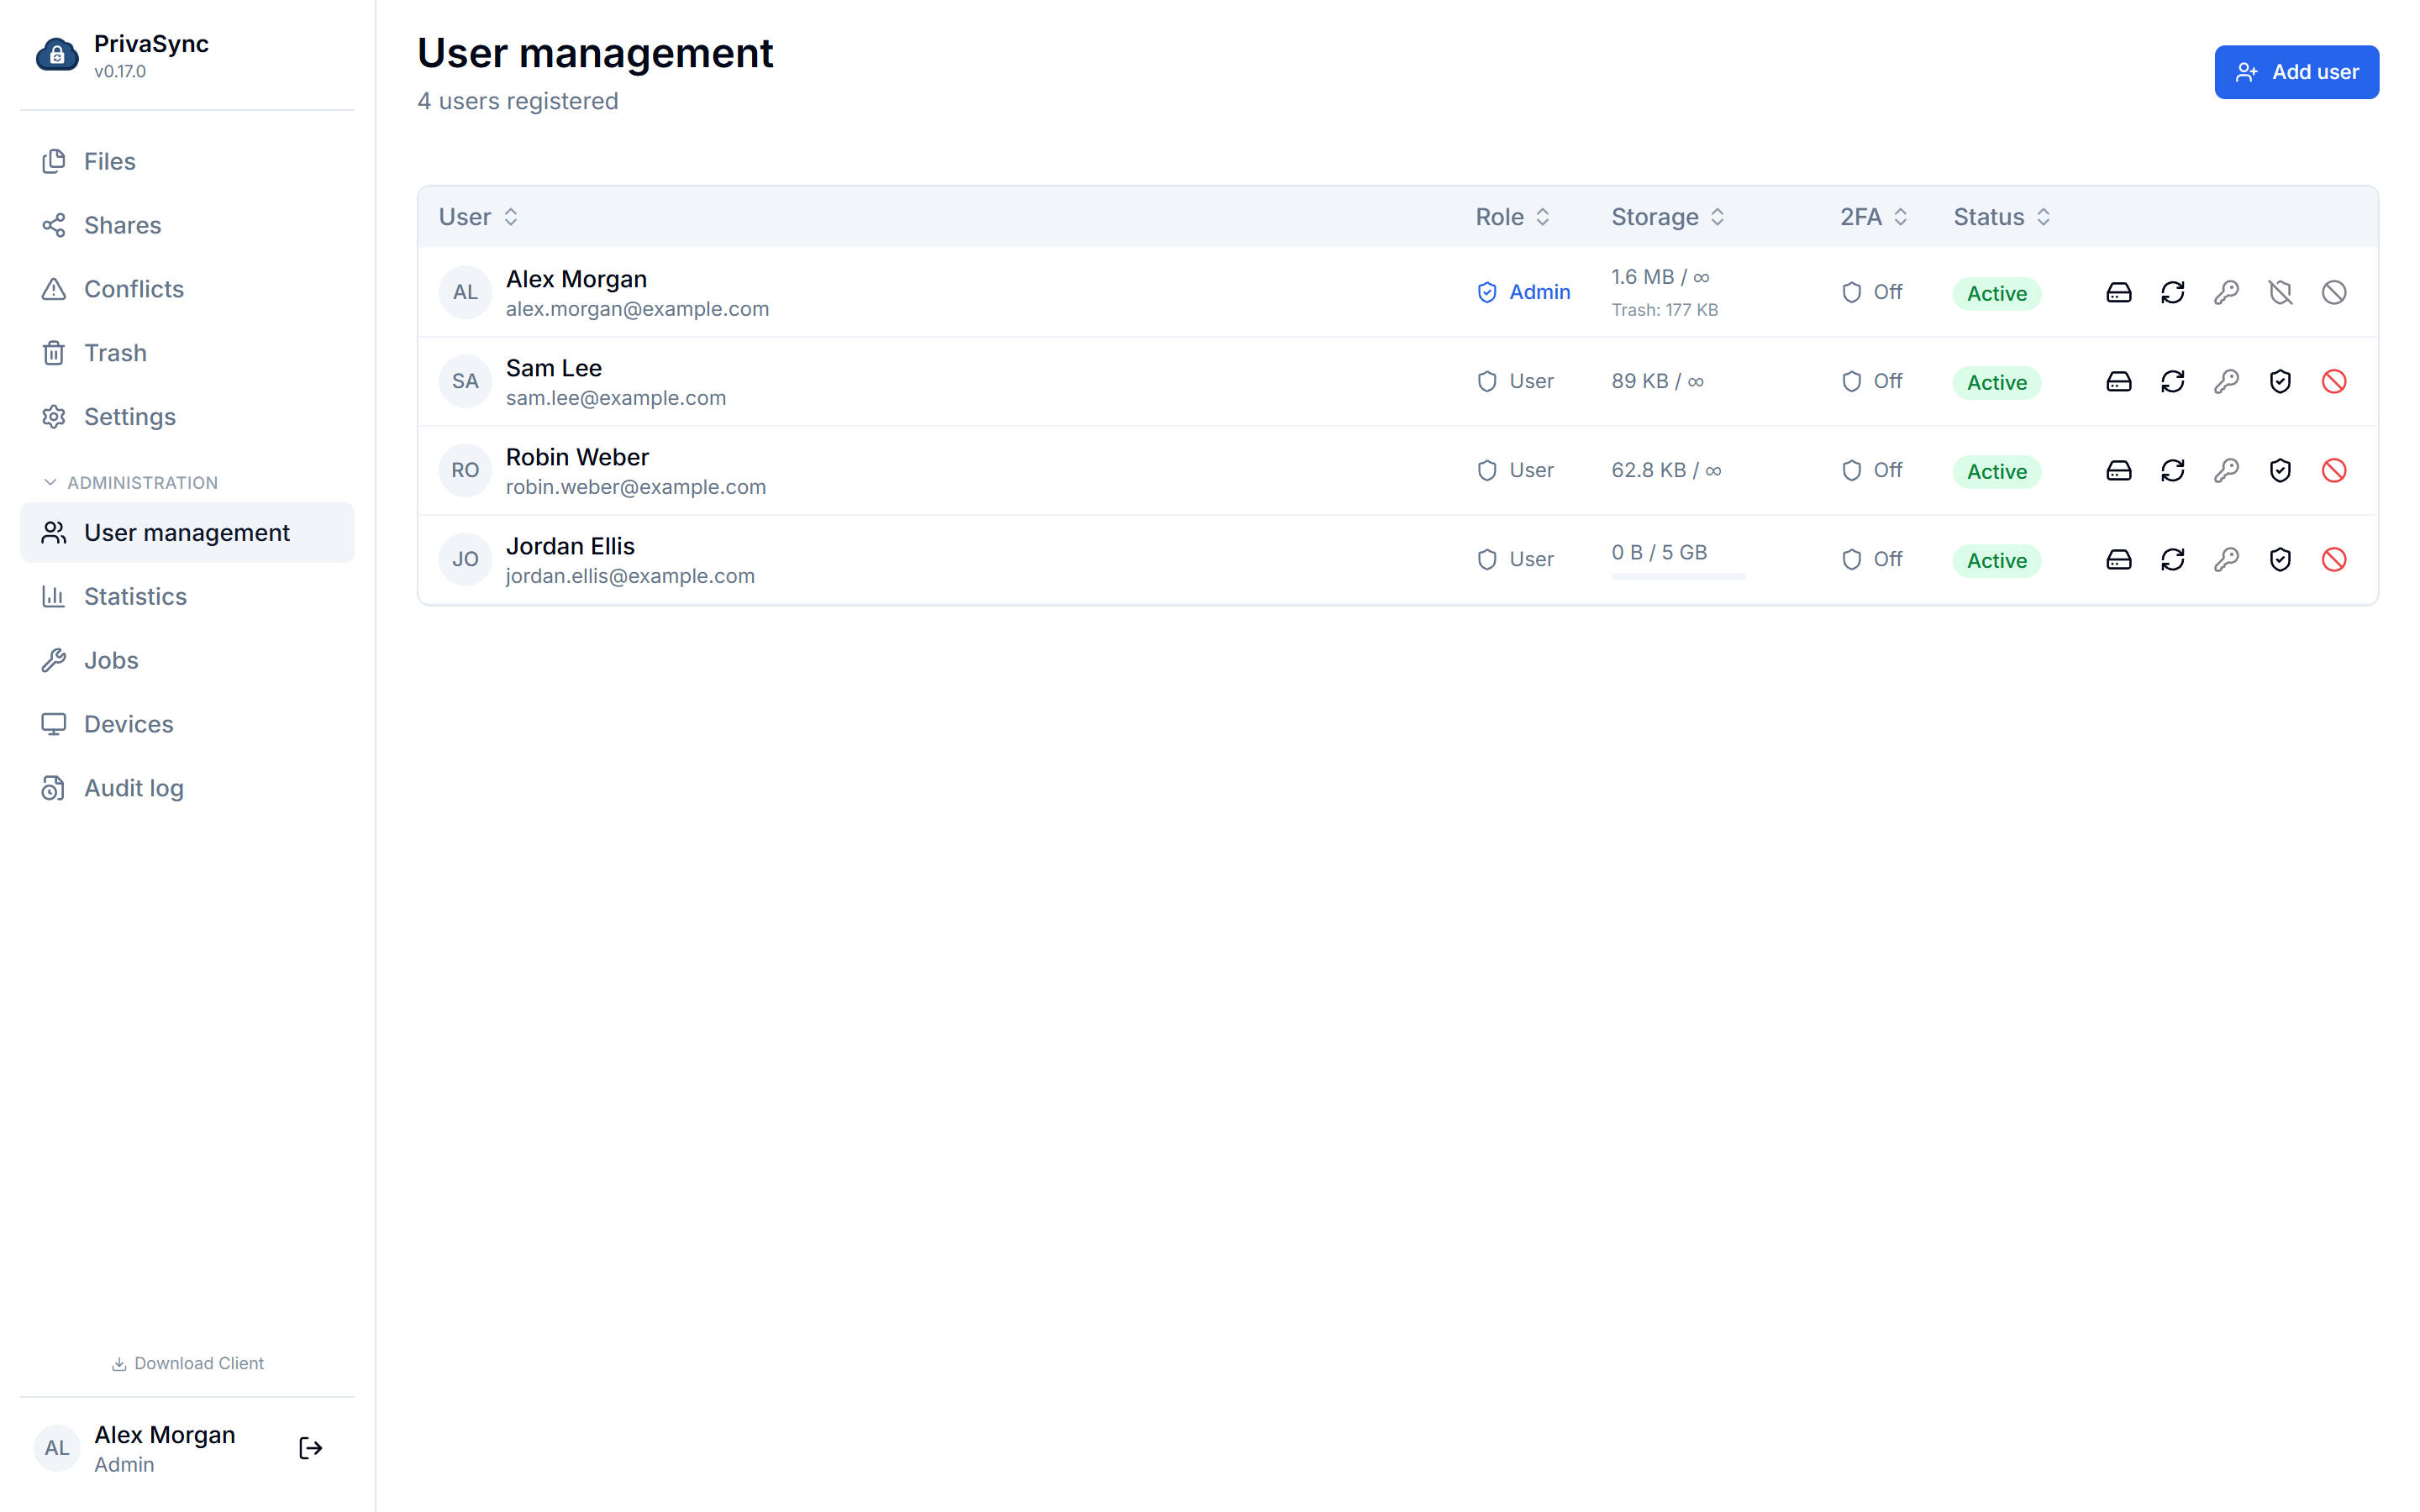 PrivaSync
v0.17.0
Files
Shares
Conflicts
Trash
Settings
ADMINISTRATION
User management
Statistics
Jobs
Devices
Audit log
Download Client
AL
Alex Morgan
Admin
User management
4 users registered
Add user
User Role Storage 2FA Status
AL Alex Morgan alex.morgan@example.com Admin 1.6 MB / ∞ Trash: 177 KB Off Active
SA Sam Lee sam.lee@example.com User 89 KB / ∞ Off Active
RO Robin Weber robin.weber@example.com User 62.8 KB / ∞ Off Active
JO Jordan Ellis jordan.ellis@example.com User 0 B / 5 GB Off Active